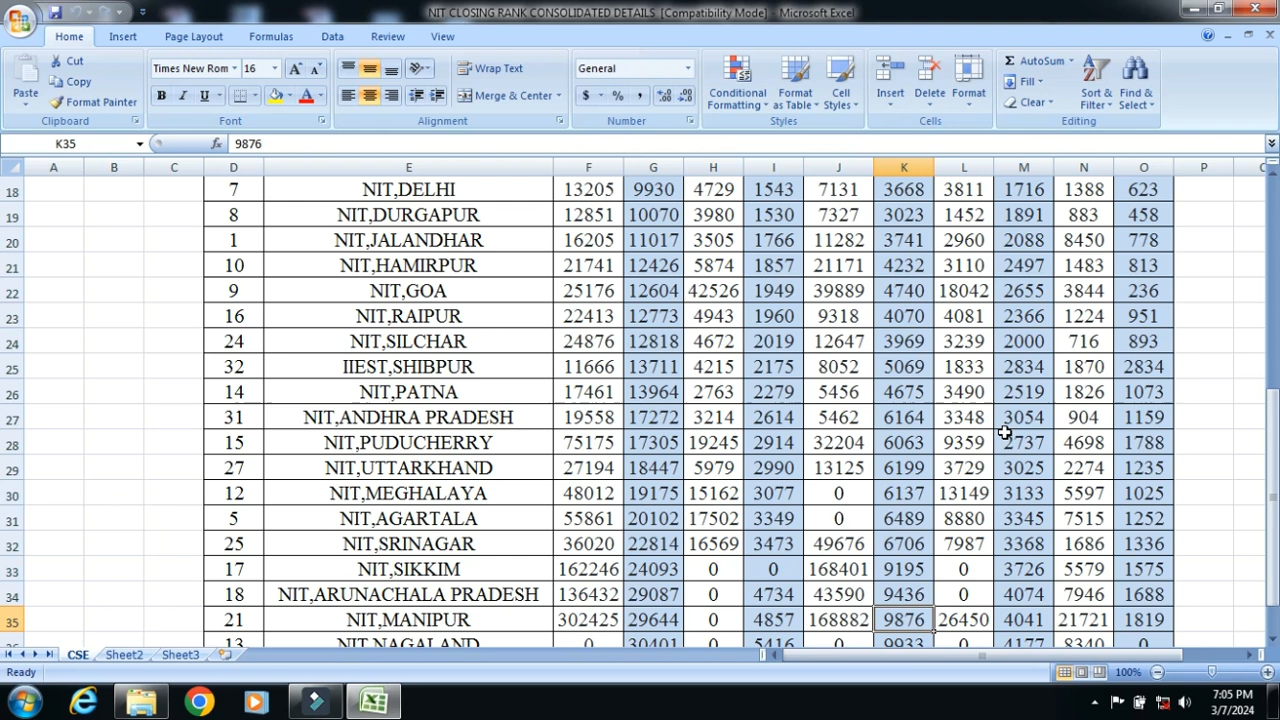 NIT CLOSING RANK CONSOLIDATED DETAILS [Compatibility Mode] - Microsoft Excel
Home Insert Page Layout Formulas Data Review View
Paste Cut Copy Format Painter Clipboard
Times New Rom 16 B I U Font
Wrap Text Merge & Center Alignment
General $ % , Number
Conditional Formatting Format as Table Cell Styles Styles
Insert Delete Format Cells
Σ AutoSum Fill Clear Sort & Filter Find & Select Editing
K35 fx 9876
A B C D E F G H I J K L M N O P
18 7 NIT,DELHI 13205 9930 4729 1543 7131 3668 3811 1716 1388 623
19 8 NIT,DURGAPUR 12851 10070 3980 1530 7327 3023 1452 1891 883 458
20 1 NIT,JALANDHAR 16205 11017 3505 1766 11282 3741 2960 2088 8450 778
21 10 NIT,HAMIRPUR 21741 12426 5874 1857 21171 4232 3110 2497 1483 813
22 9 NIT,GOA 25176 12604 42526 1949 39889 4740 18042 2655 3844 236
23 16 NIT,RAIPUR 22413 12773 4943 1960 9318 4070 4081 2366 1224 951
24 24 NIT,SILCHAR 24876 12818 4672 2019 12647 3969 3239 2000 716 893
25 32 IIEST,SHIBPUR 11666 13711 4215 2175 8052 5069 1833 2834 1870 2834
26 14 NIT,PATNA 17461 13964 2763 2279 5456 4675 3490 2519 1826 1073
27 31 NIT,ANDHRA PRADESH 19558 17272 3214 2614 5462 6164 3348 3054 904 1159
28 15 NIT,PUDUCHERRY 75175 17305 19245 2914 32204 6063 9359 2737 4698 1788
29 27 NIT,UTTARKHAND 27194 18447 5979 2990 13125 6199 3729 3025 2274 1235
30 12 NIT,MEGHALAYA 48012 19175 15162 3077 0 6137 13149 3133 5597 1025
31 5 NIT,AGARTALA 55861 20102 17502 3349 0 6489 8880 3345 7515 1252
32 25 NIT,SRINAGAR 36020 22814 16569 3473 49676 6706 7987 3368 1686 1336
33 17 NIT,SIKKIM 162246 24093 0 0 168401 9195 0 3726 5579 1575
34 18 NIT,ARUNACHALA PRADESH 136432 29087 0 4734 43590 9436 0 4074 7946 1688
35 21 NIT,MANIPUR 302425 29644 0 4857 168882 9876 26450 4041 21721 1819
13 NIT,NAGALAND 0 30401 0 5416 0 9933 0 4177 8340 0
CSE Sheet2 Sheet3
Ready 100%
7:05 PM
3/7/2024